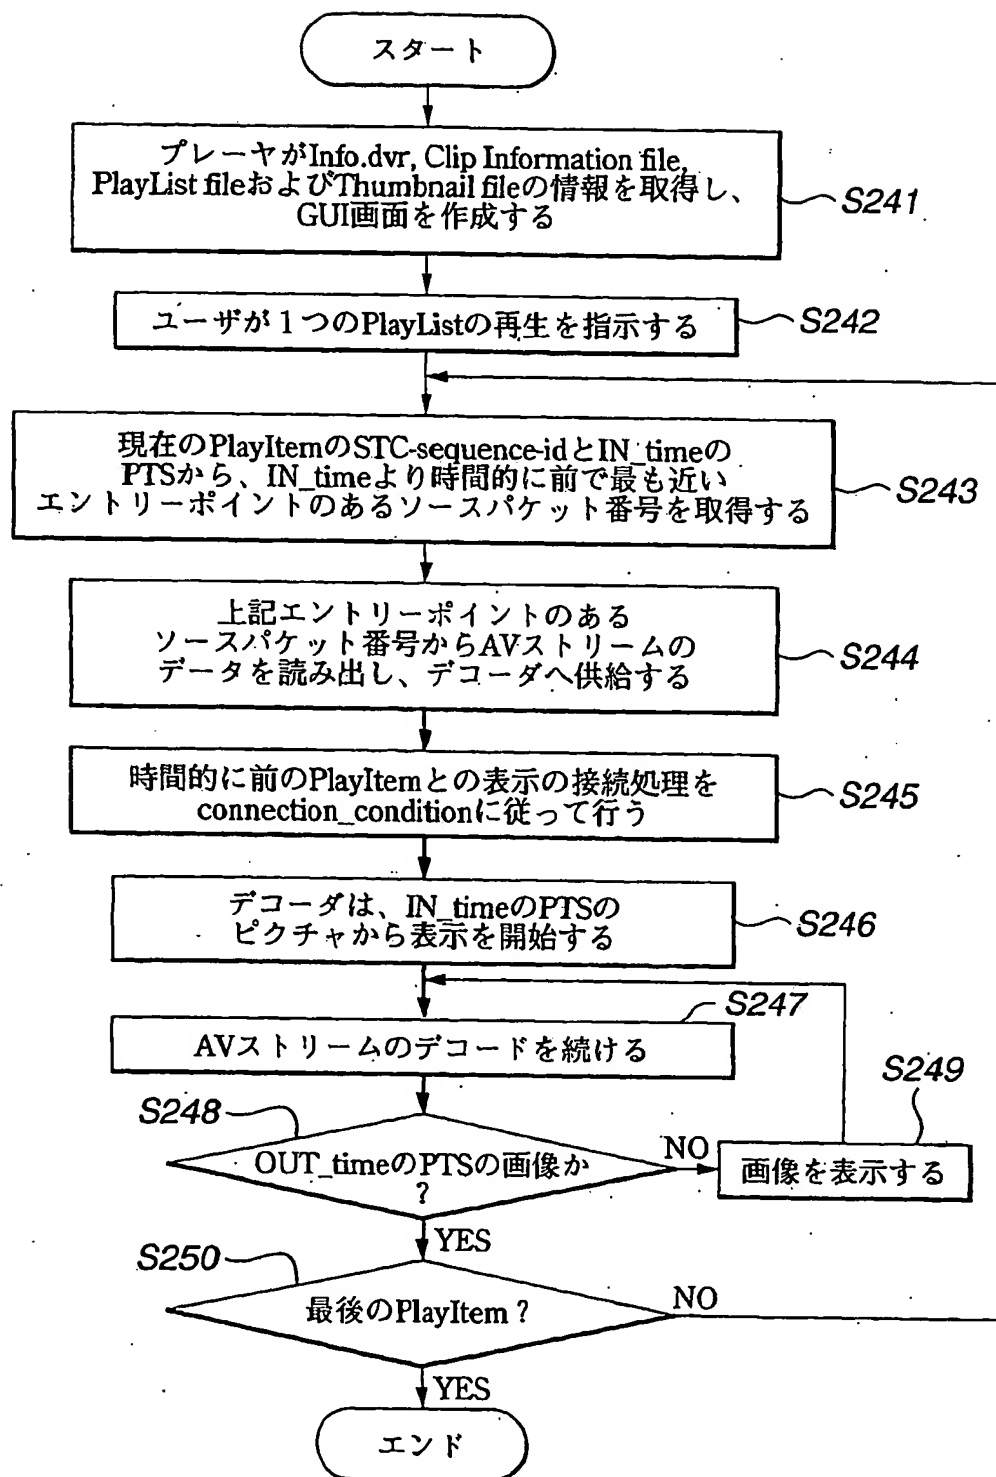 スタート
プレーヤがInfo.dvr, Clip Information file,
PlayList fileおよびThumbnail fileの情報を取得し、
GUI画面を作成する
S241
ユーザが1つのPlayListの再生を指示する
S242
現在のPlayItemのSTC-sequence-idとIN_timeの
PTSから、IN_timeより時間的に前で最も近い
エントリーポイントのあるソースパケット番号を取得する
S243
上記エントリーポイントのある
ソースパケット番号からAVストリームの
データを読み出し、デコーダへ供給する
S244
時間的に前のPlayItemとの表示の接続処理を
connection_conditionに従って行う
S245
デコーダは、IN_timeのPTSの
ピクチャから表示を開始する
S246
S247
AVストリームのデコードを続ける
S248
OUT_timeのPTSの画像か
?
NO
S249
画像を表示する
YES
S250
最後のPlayItem?
NO
YES
エンド